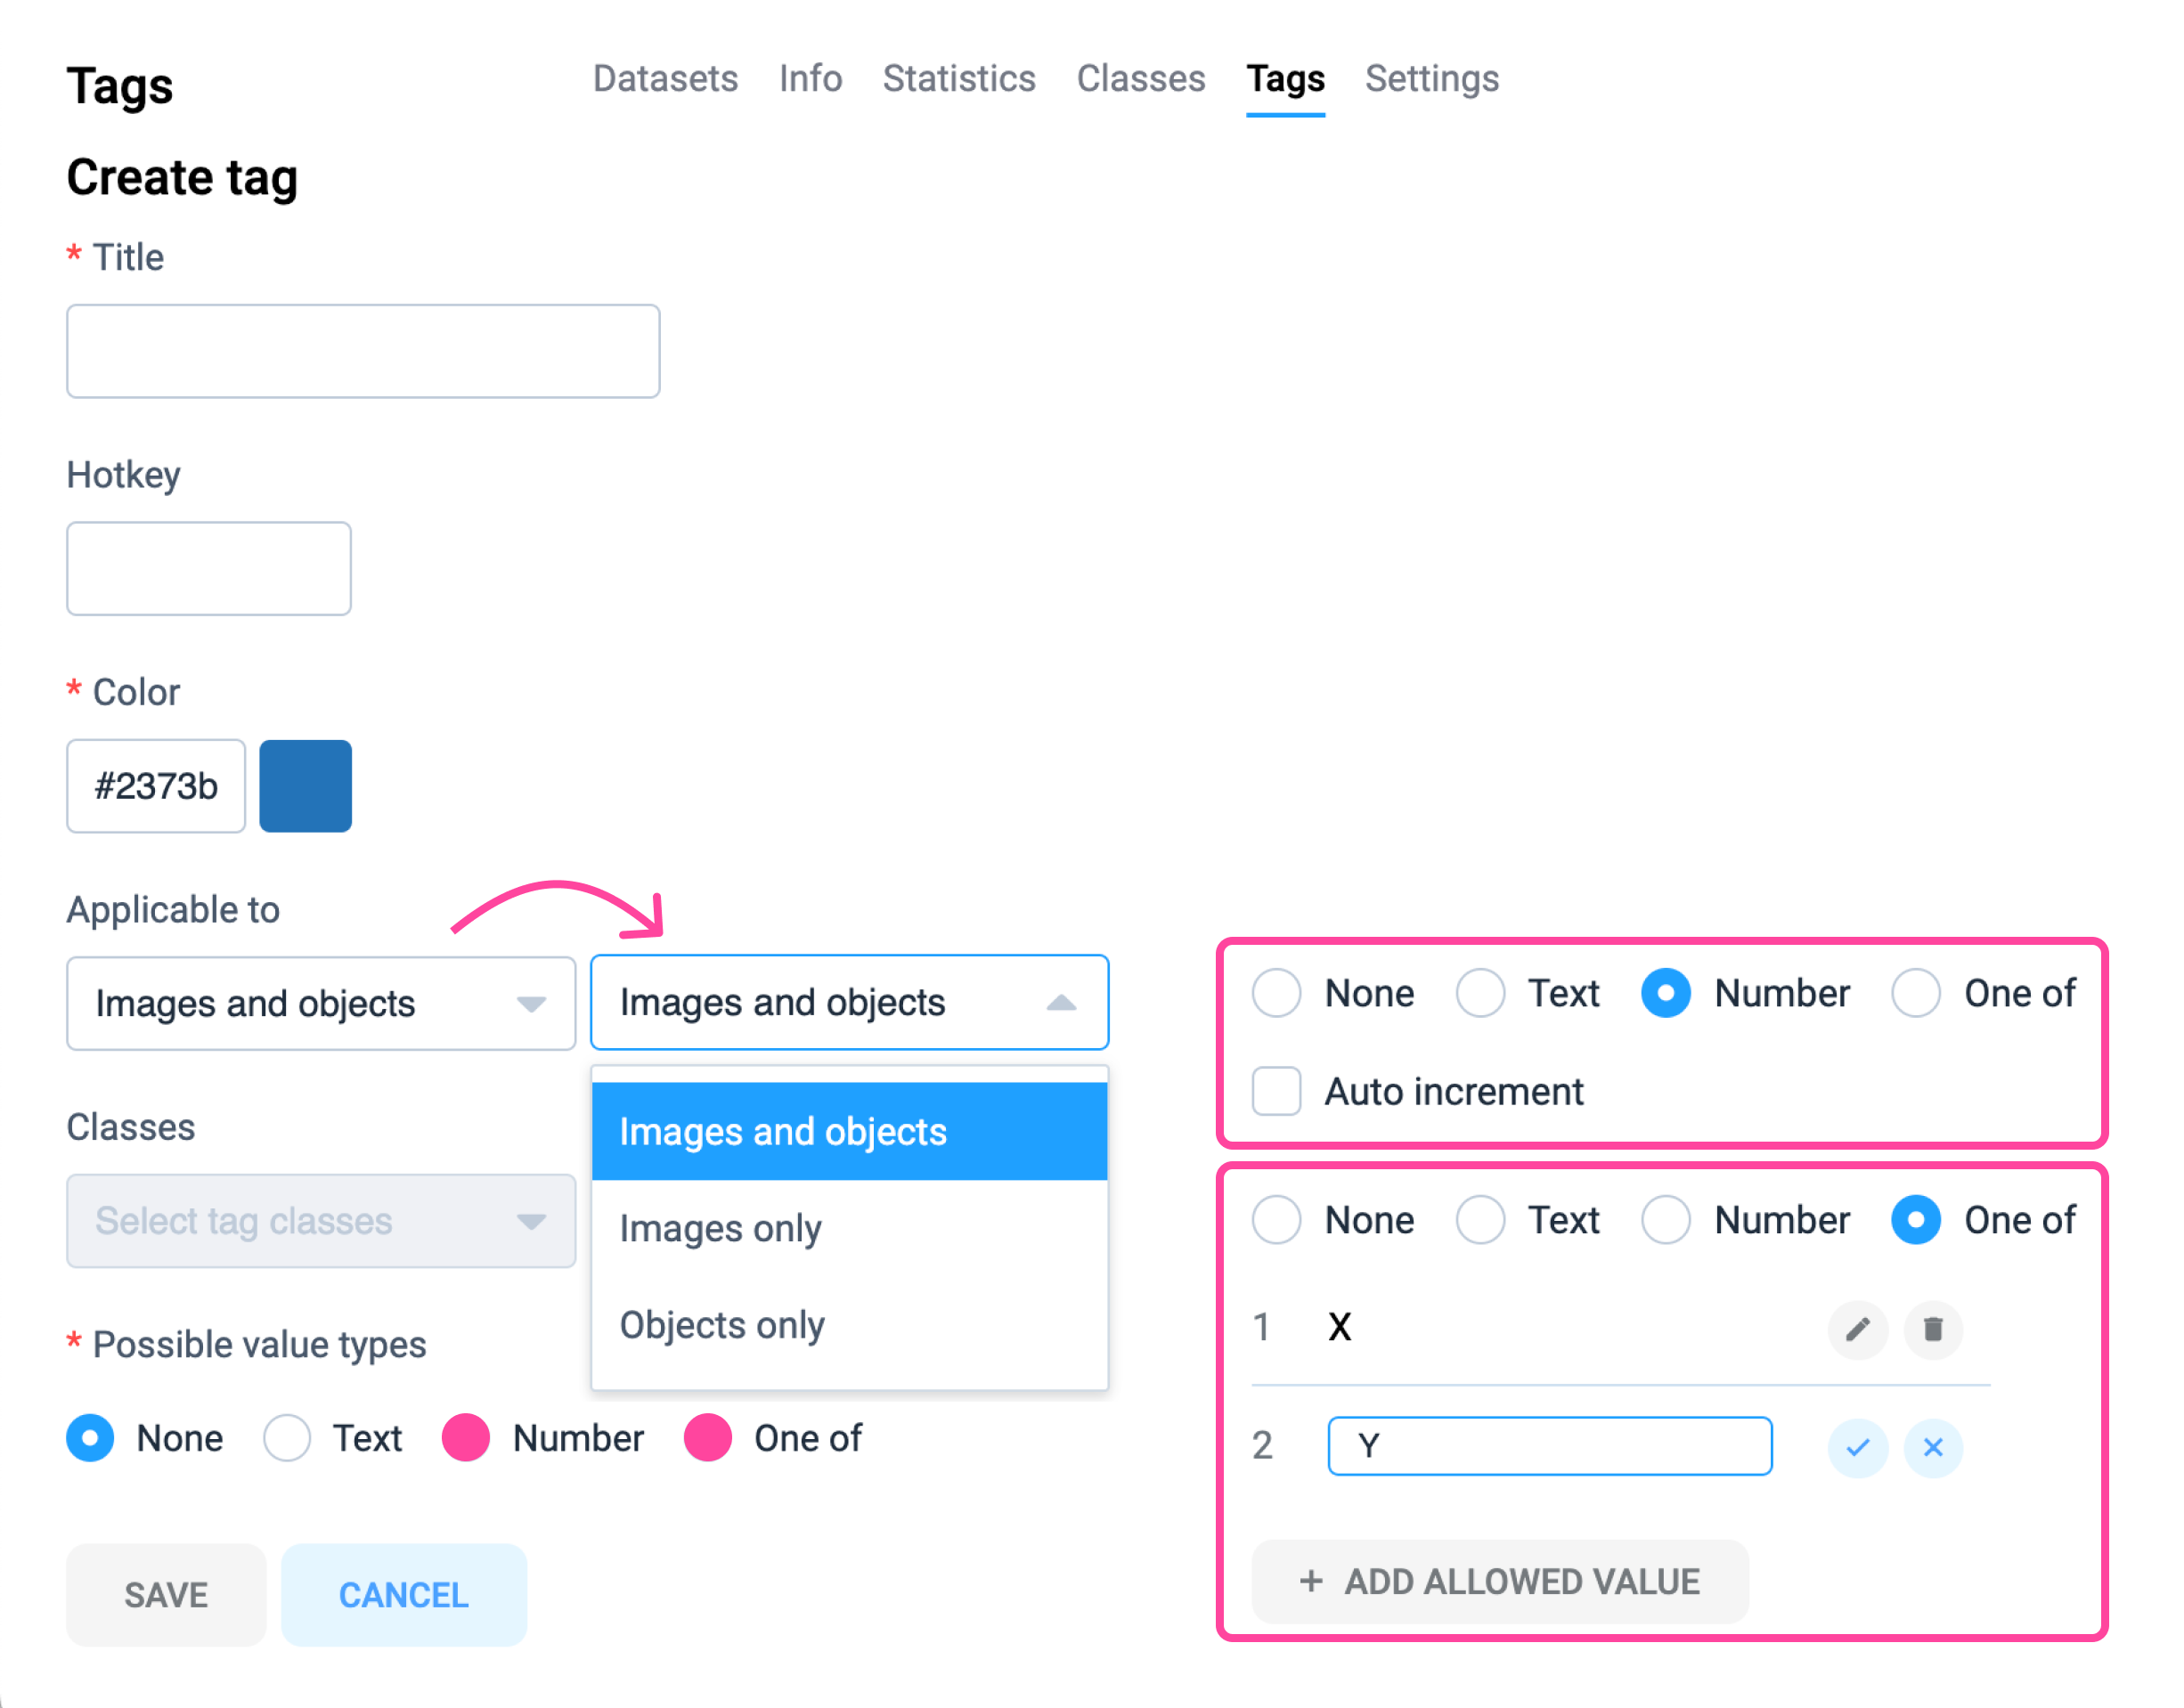 Tags
Datasets Info Statistics Classes Tags Settings
Create tag
* Title
Hotkey
* Color
#2373b
Applicable to
Images and objects
Images and objects
Images and objects
Images only
Objects only
Classes
Select tag classes
* Possible value types
None Text Number One of
SAVE CANCEL
None Text Number One of
Auto increment
None Text Number One of
1 X
2 Y
+ ADD ALLOWED VALUE